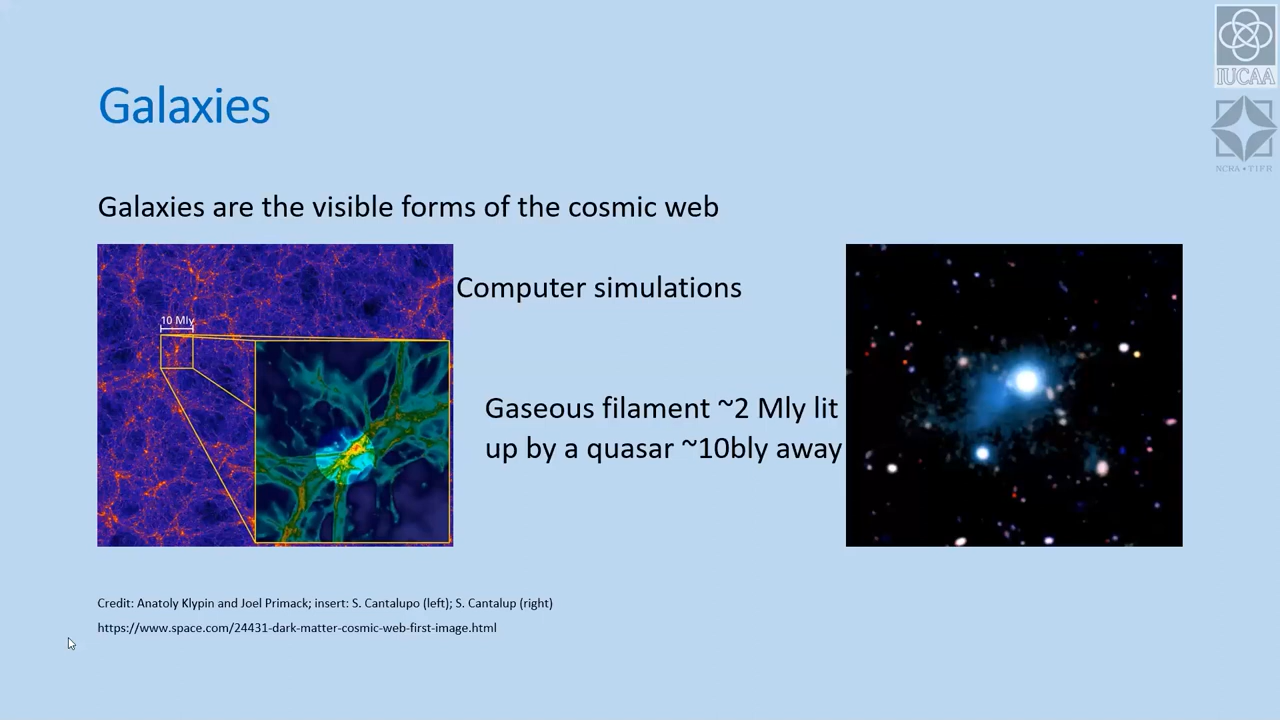 IUCAA
NCRA • TIFR
Galaxies
Galaxies are the visible forms of the cosmic web
10 Mly
Computer simulations
Gaseous filament ~2 Mly lit
up by a quasar ~10bly away
Credit: Anatoly Klypin and Joel Primack; insert: S. Cantalupo (left); S. Cantalup (right)
https://www.space.com/24431-dark-matter-cosmic-web-first-image.html